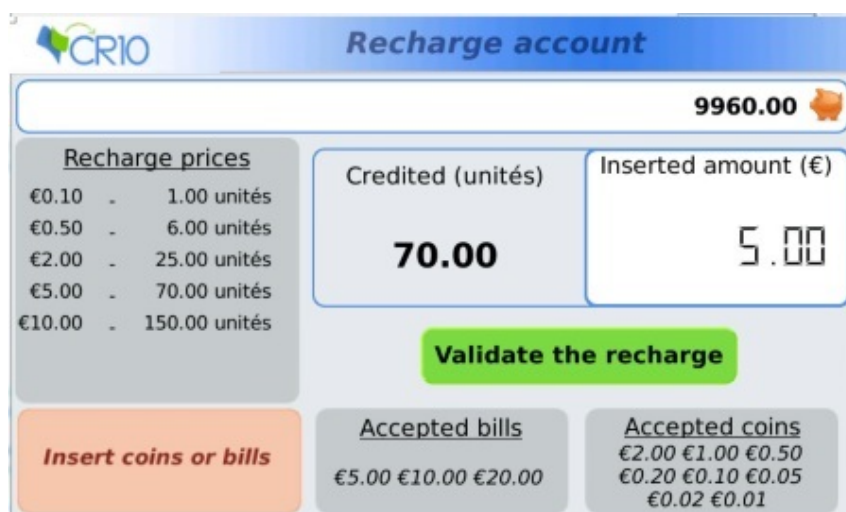 CR10
Recharge account
9960.00
Recharge prices
€0.10 - 1.00 unités
€0.50 - 6.00 unités
€2.00 - 25.00 unités
€5.00 - 70.00 unités
€10.00 - 150.00 unités
Credited (unités)
70.00
Inserted amount (€)
5.00
Validate the recharge
Insert coins or bills
Accepted bills
€5.00 €10.00 €20.00
Accepted coins
€2.00 €1.00 €0.50
€0.20 €0.10 €0.05
€0.02 €0.01